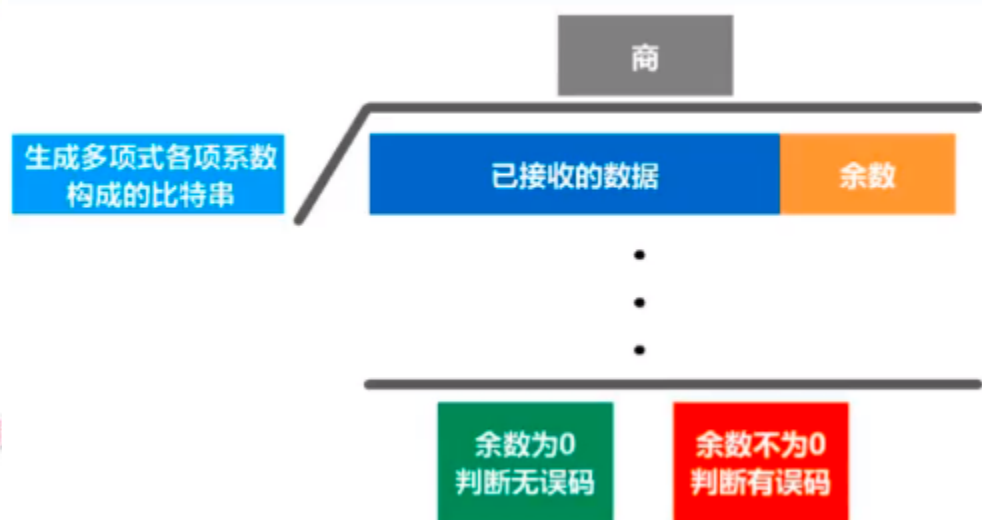 商
生成多项式各项系数
构成的比特串
已接收的数据
余数
余数为0
判断无误码
余数不为0
判断有误码